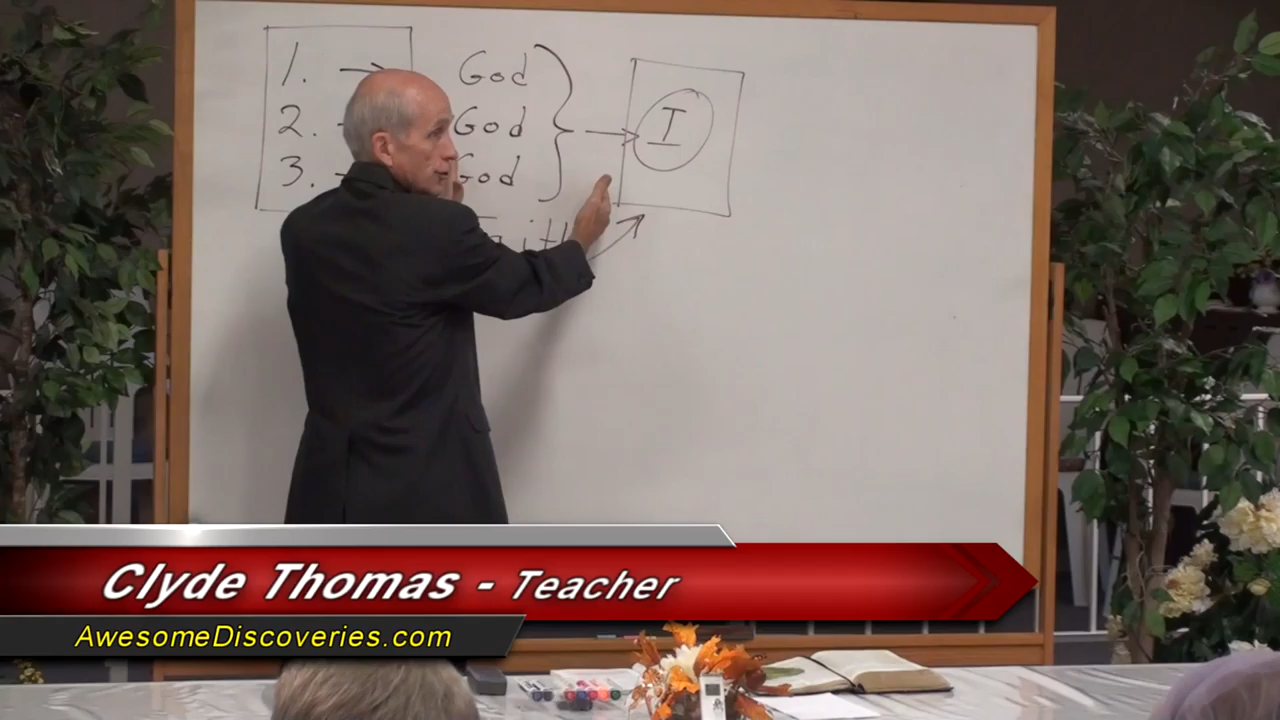 1. → God
2. God
3. God
I
Clyde Thomas - Teacher
AwesomeDiscoveries.com